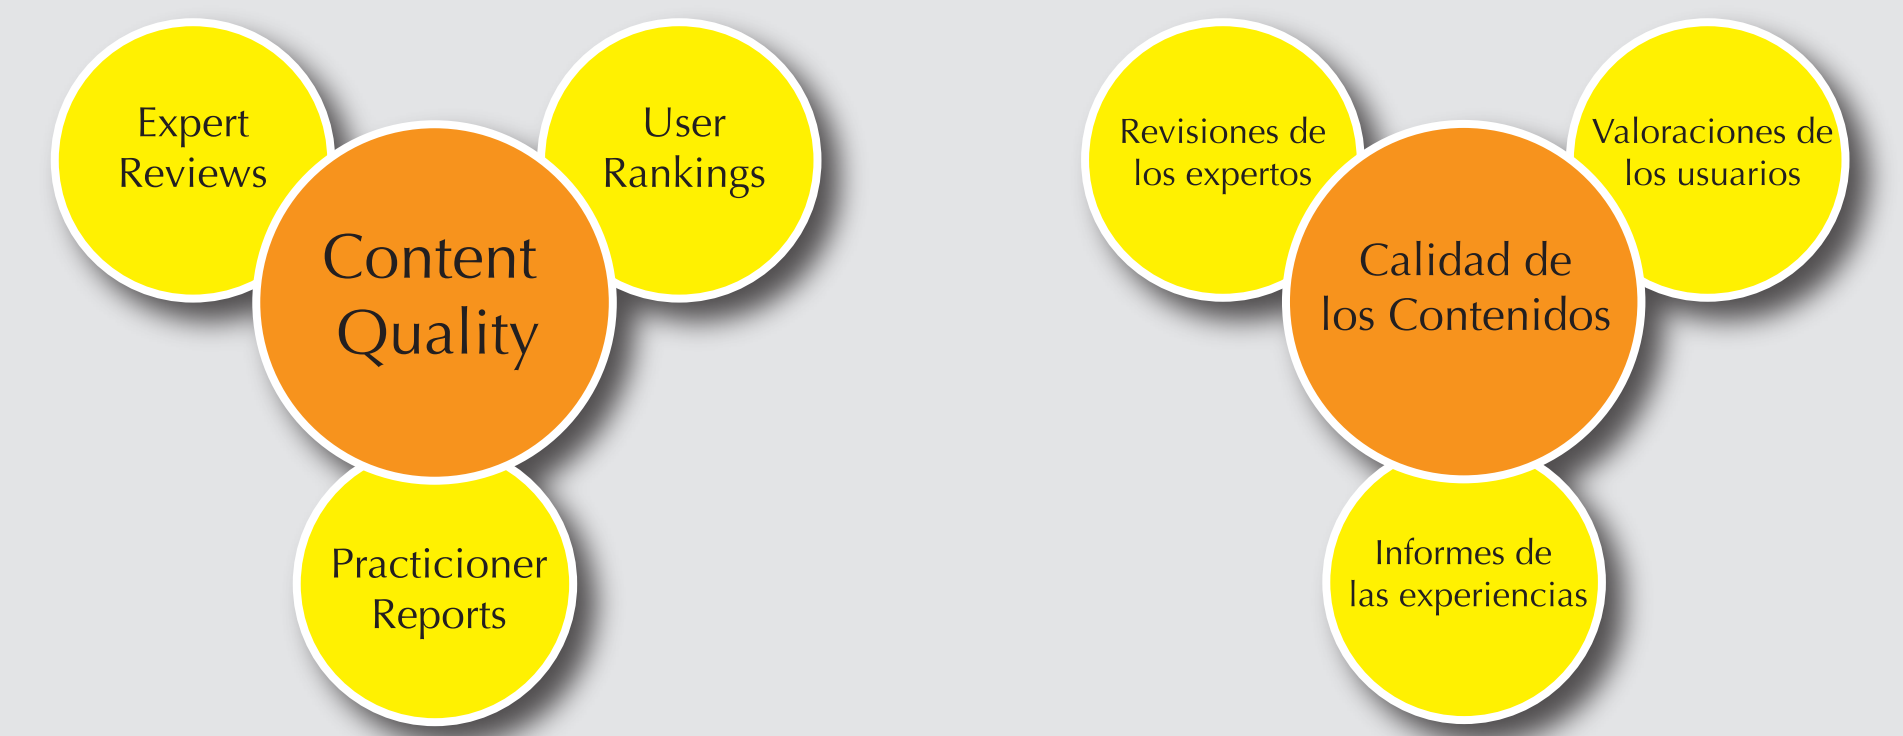 Expert
Reviews
User
Rankings
Content
Quality
Practicioner
Reports
Revisiones de
los expertos
Valoraciones de
los usuarios
Calidad de
los Contenidos
Informes de
las experiencias